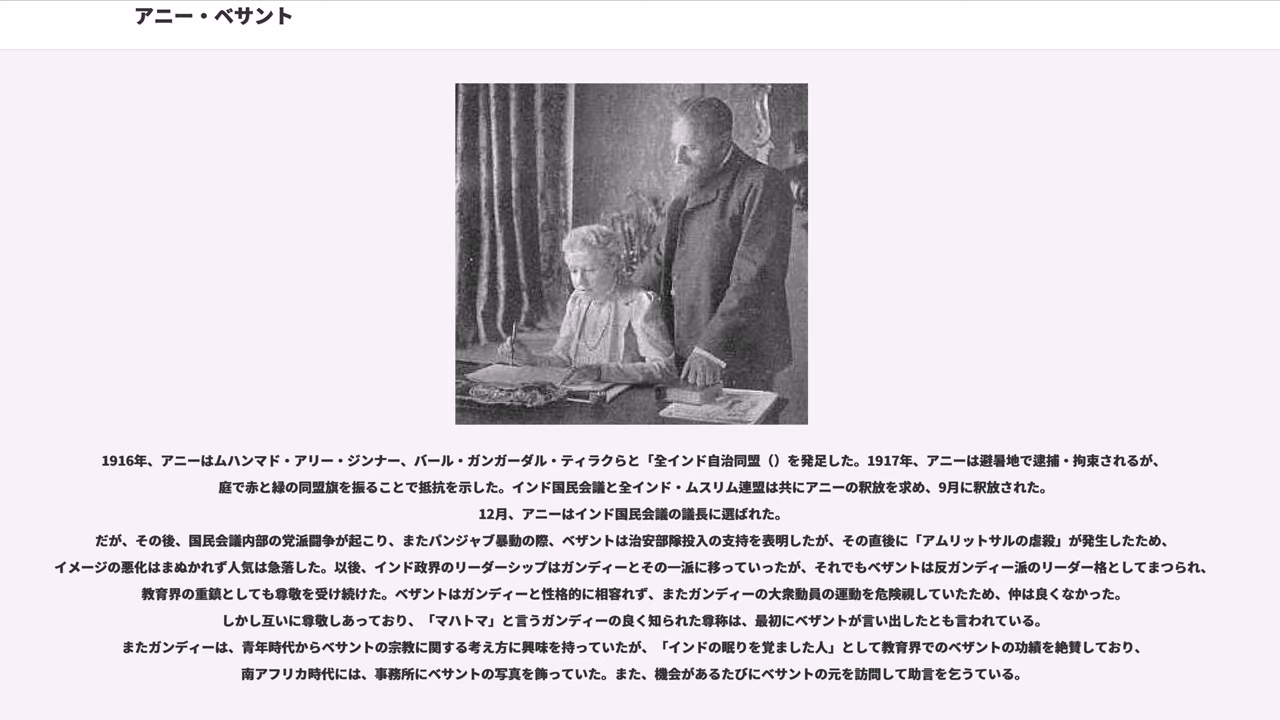 アニー・ベサント
1916年、アニーはムハンマド・アリー・ジンナー、バール・ガンガーダル・ティラクらと「全インド自治同盟（）を発足した。1917年、アニーは避暑地で逮捕・拘束されるが、
庭で赤と緑の同盟旗を振ることで抵抗を示した。インド国民会議と全インド・ムスリム連盟は共にアニーの釈放を求め、9月に釈放された。
12月、アニーはインド国民会議の議長に選ばれた。
だが、その後、国民会議内部の党派闘争が起こり、またパンジャブ暴動の際、ベザントは治安部隊投入の支持を表明したが、その直後に「アムリットサルの虐殺」が発生したため、
イメージの悪化はまぬかれず人気は急落した。以後、インド政界のリーダーシップはガンディーとその一派に移っていったが、それでもベザントは反ガンディー派のリーダー格としてまつられ、
教育界の重鎮としても尊敬を受け続けた。ベザントはガンディーと性格的に相容れず、またガンディーの大衆動員の運動を危険視していたため、仲は良くなかった。
しかし互いに尊敬しあっており、「マハトマ」と言うガンディーの良く知られた尊称は、最初にベザントが言い出したとも言われている。
またガンディーは、青年時代からベサントの宗教に関する考え方に興味を持っていたが、「インドの眠りを覚ました人」として教育界でのベザントの功績を絶賛しており、
南アフリカ時代には、事務所にベサントの写真を飾っていた。また、機会があるたびにベサントの元を訪問して助言を乞うている。